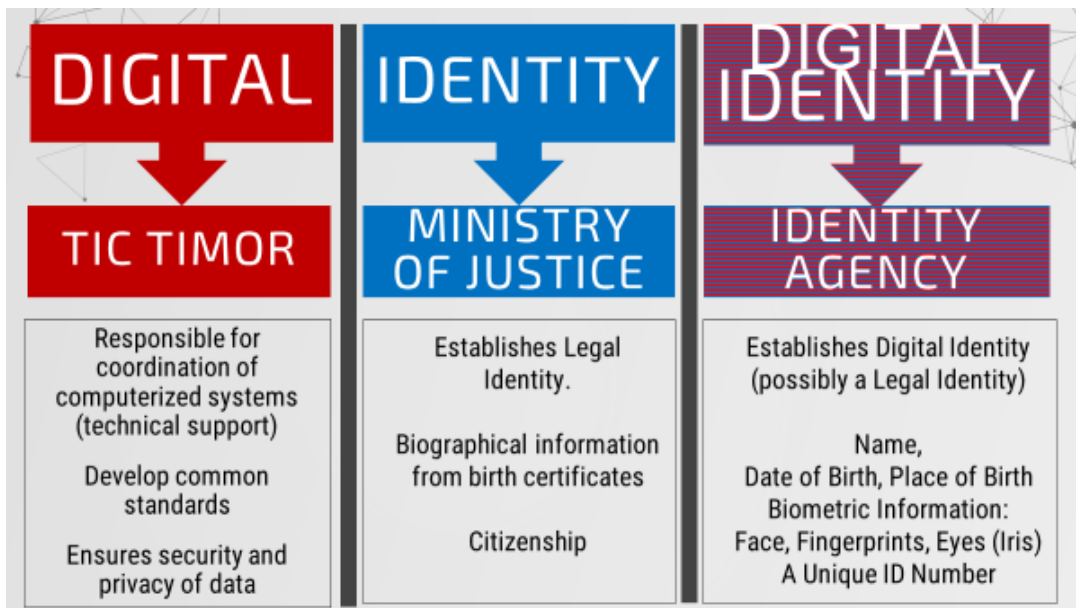 DIGITAL
TIC TIMOR
Responsible for
coordination of
computerized systems
(technical support)
Develop common
standards
Ensures security and
privacy of data
IDENTITY
MINISTRY
OF JUSTICE
Establishes Legal
Identity.
Biographical information
from birth certificates
Citizenship
DIGITAL
IDENTITY
IDENTITY
AGENCY
Establishes Digital Identity
(possibly a Legal Identity)
Name,
Date of Birth, Place of Birth
Biometric Information:
Face, Fingerprints, Eyes (Iris)
A Unique ID Number